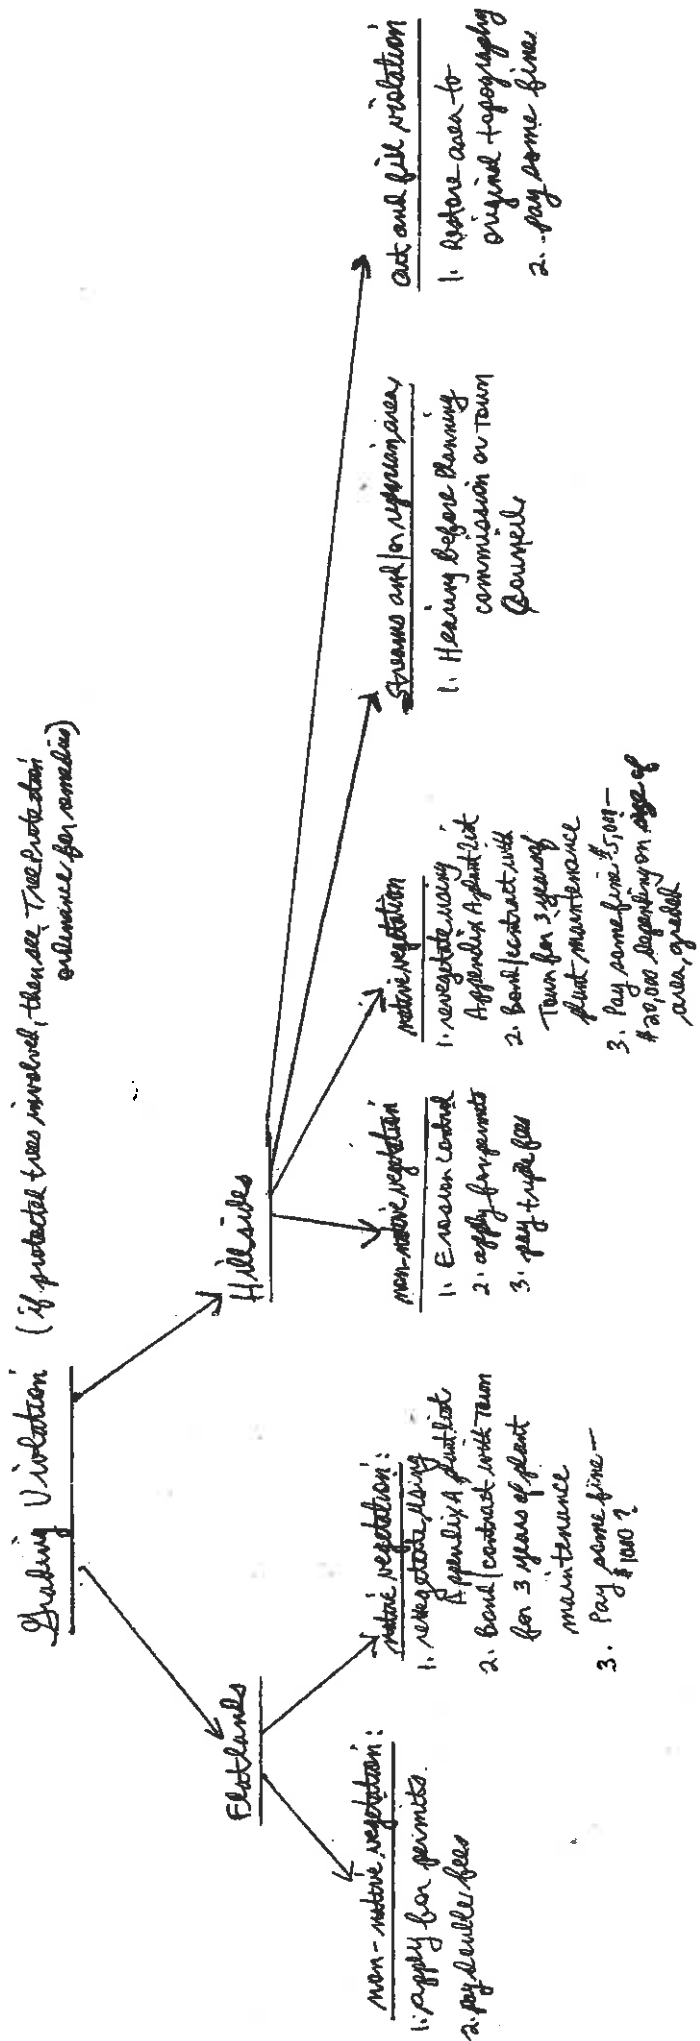 Grading Violation (if protected trees involved, then see Tree Protection
ordinance for remedies)
Flatlands
Hillsides
non-native vegetation:
1. apply for permits.
2. pay double fees
native vegetation:
1. revegetate using
Appendix A plant list
2. Bond/contract with Town
for 3 years of plant
maintenance
3. Pay some fine —
$1000?
non-native vegetation
1. Erosion control
2. apply for permits
3. pay triple fees
native vegetation
1. revegetate using
Appendix A plant list
2. Bond/contract with
Town for 3 years of
plant maintenance
3. Pay some fine $5,000 —
$20,000 depending on size of
area graded
Streams and/or riparian area
1. Hearing before Planning
commission or Town
Council
cut and fill violation
1. Restore area to
original topography
2. pay some fine